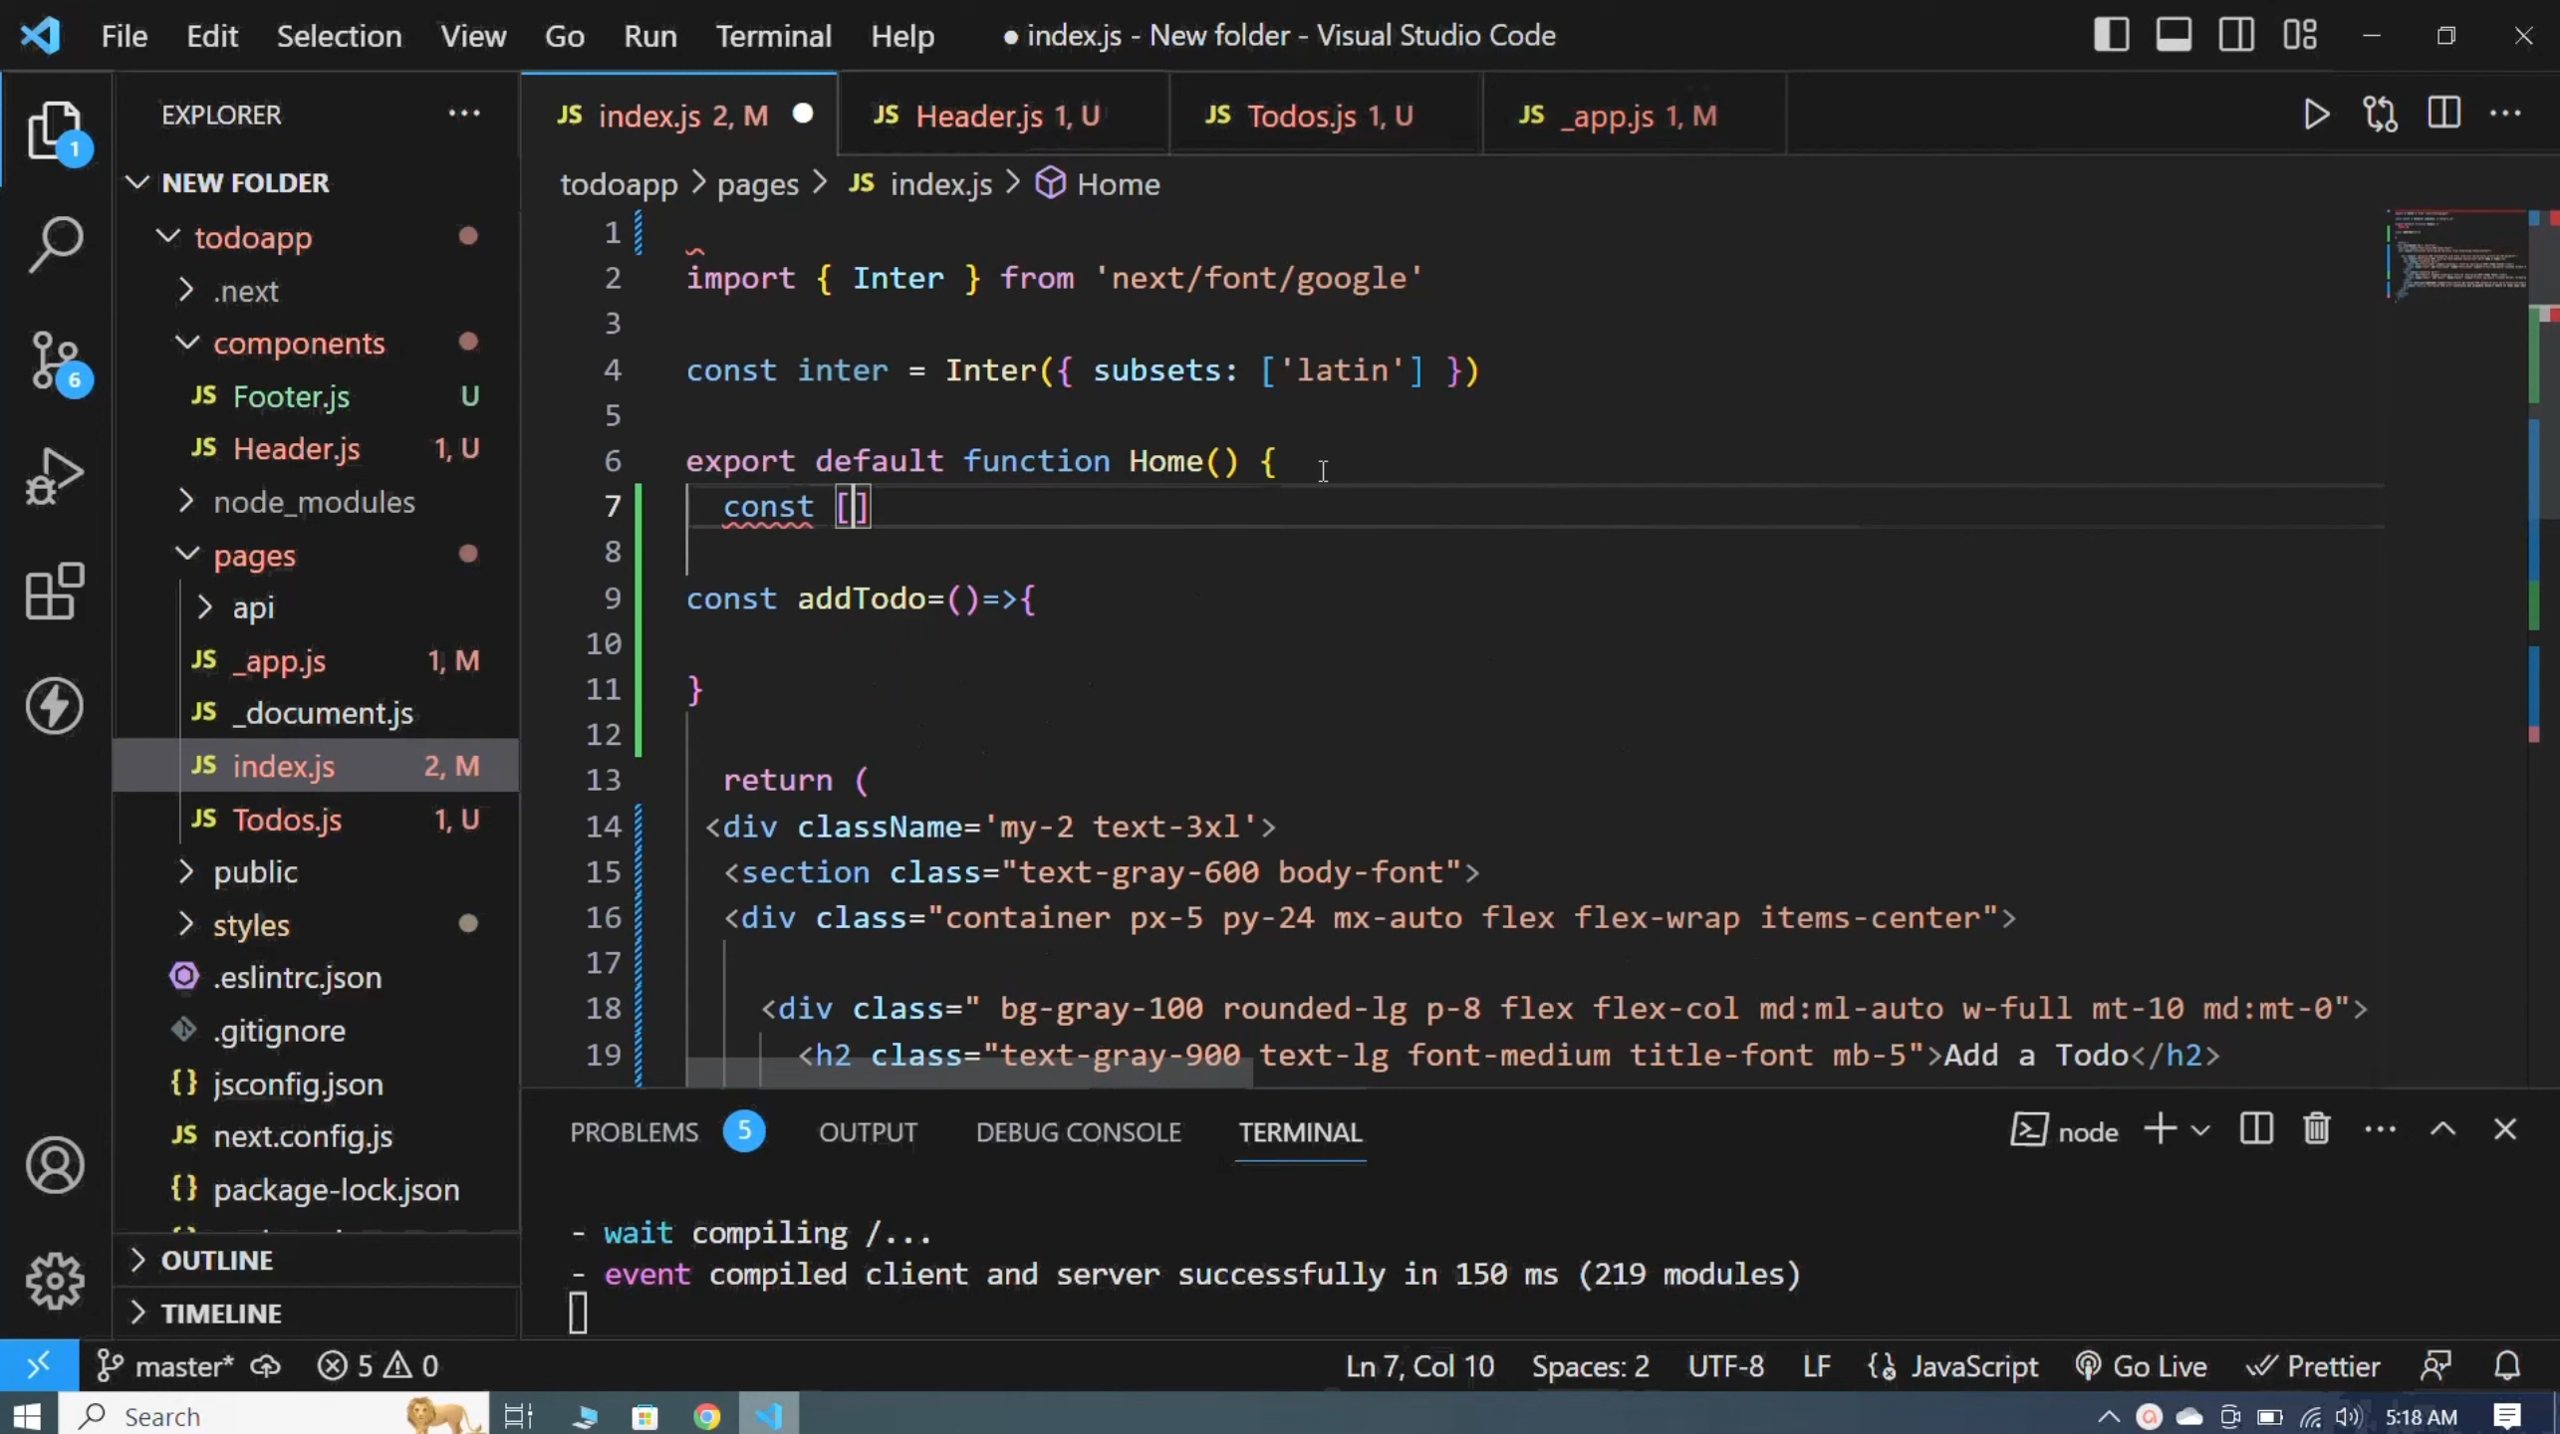 File Edit Selection View Go Run Terminal Help ● index.js - New folder - Visual Studio Code
EXPLORER
NEW FOLDER
todoapp
.next
components
Footer.js U
Header.js 1, U
node_modules
pages
api
_app.js 1, M
_document.js
index.js 2, M
Todos.js 1, U
public
styles
.eslintrc.json
.gitignore
jsconfig.json
next.config.js
package-lock.json
OUTLINE
TIMELINE
1
6
JS index.js 2, M JS Header.js 1, U JS Todos.js 1, U JS _app.js 1, M
todoapp > pages > JS index.js > Home
1
2 import { Inter } from 'next/font/google'
3
4 const inter = Inter({ subsets: ['latin'] })
5
6 export default function Home() {
7 const []
8
9 const addTodo=()=>{
10
11 }
12
13 return (
14 <div className='my-2 text-3xl'>
15 <section class="text-gray-600 body-font">
16 <div class="container px-5 py-24 mx-auto flex flex-wrap items-center">
17
18 <div class=" bg-gray-100 rounded-lg p-8 flex flex-col md:ml-auto w-full mt-10 md:mt-0">
19 <h2 class="text-gray-900 text-lg font-medium title-font mb-5">Add a Todo</h2>
PROBLEMS 5 OUTPUT DEBUG CONSOLE TERMINAL node
- wait compiling /...
- event compiled client and server successfully in 150 ms (219 modules)
master* 5 0 Ln 7, Col 10 Spaces: 2 UTF-8 LF JavaScript Go Live Prettier
Search 5:18 AM